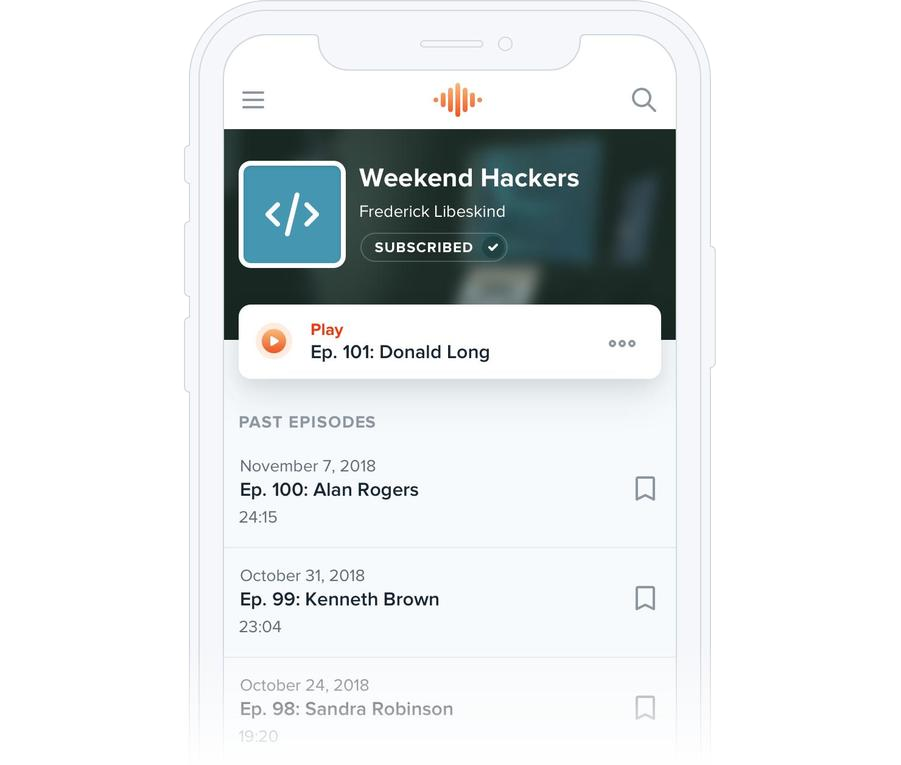 Weekend Hackers
Frederick Libeskind
SUBSCRIBED
Play
Ep. 101: Donald Long
PAST EPISODES
November 7, 2018
Ep. 100: Alan Rogers
24:15
October 31, 2018
Ep. 99: Kenneth Brown
23:04
October 24, 2018
Ep. 98: Sandra Robinson
19:20